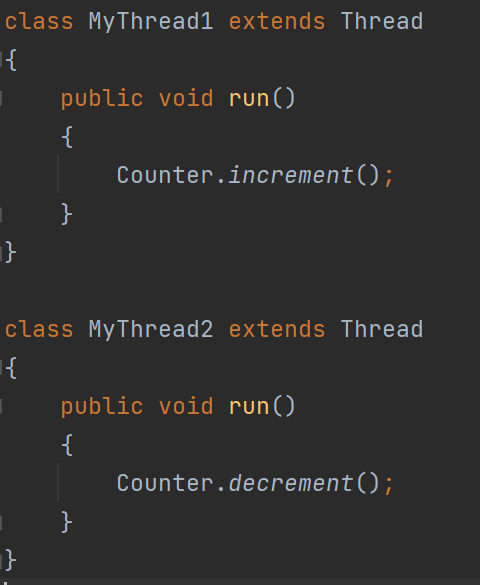 class MyThread1 extends Thread
{
    public void run()
    {
        Counter.increment();
    }
}

class MyThread2 extends Thread
{
    public void run()
    {
        Counter.decrement();
    }
}